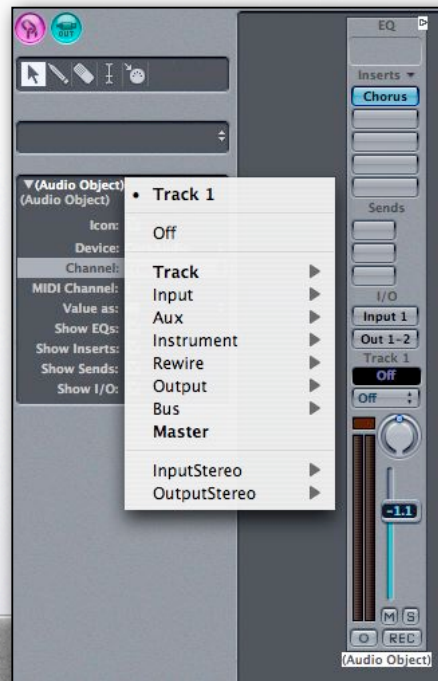 OUT
▼(Audio Object)
(Audio Object)
Icon:
Device:
Channel:
MIDI Channel:
Value as:
Show EQs:
Show Inserts:
Show Sends:
Show I/O:
• Track 1
Off
Track
Input
Aux
Instrument
Rewire
Output
Bus
Master
InputStereo
OutputStereo
EQ
Inserts
Chorus
Sends
I/O
Input 1
Out 1-2
Track 1
Off
Off
-1.1
M S
O REC
(Audio Object)